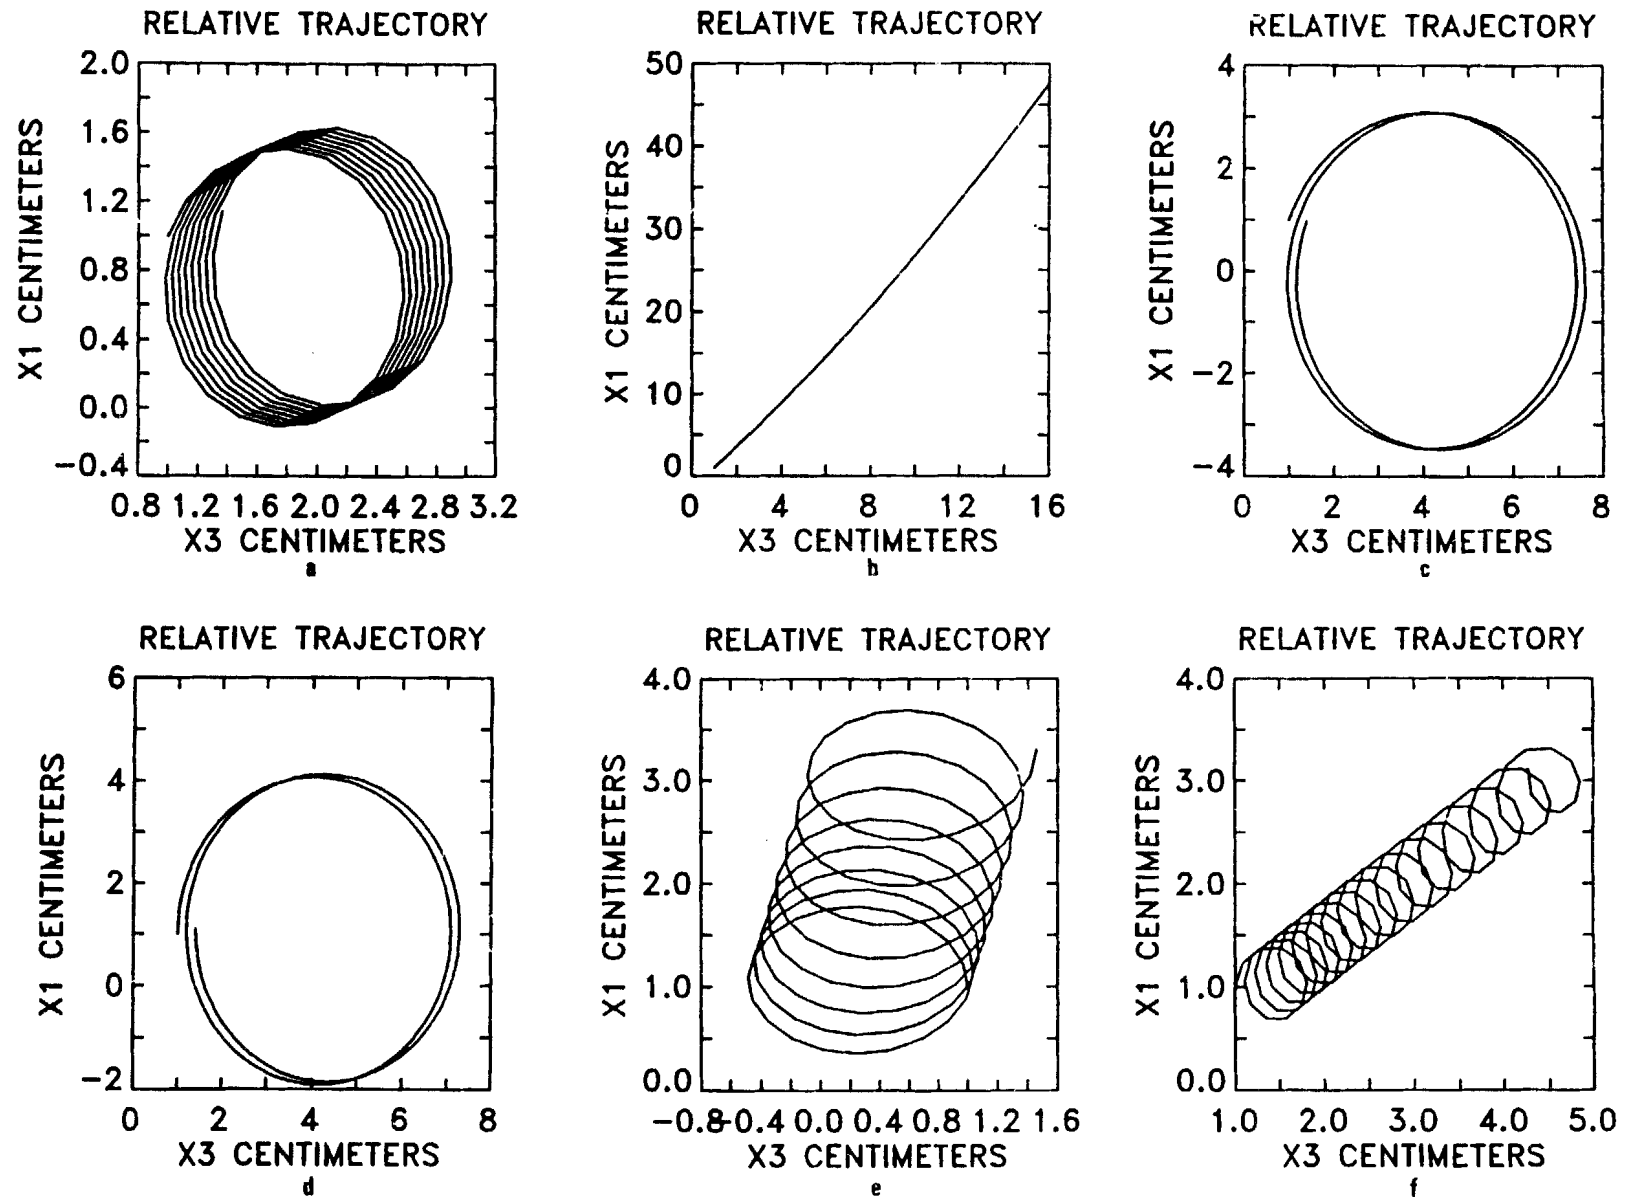 RELATIVE TRAJECTORY
X1 CENTIMETERS
2.0
1.6
1.2
0.8
0.4
0.0
-0.4
0.8 1.2 1.6 2.0 2.4 2.8 3.2
X3 CENTIMETERS
a
RELATIVE TRAJECTORY
X1 CENTIMETERS
50
40
30
20
10
0
0 4 8 12 16
X3 CENTIMETERS
b
RELATIVE TRAJECTORY
X1 CENTIMETERS
4
2
0
-2
-4
0 2 4 6 8
X3 CENTIMETERS
c
RELATIVE TRAJECTORY
X1 CENTIMETERS
6
4
2
0
-2
0 2 4 6 8
X3 CENTIMETERS
d
RELATIVE TRAJECTORY
X1 CENTIMETERS
4.0
3.0
2.0
1.0
0.0
-0.8 -0.4 0.0 0.4 0.8 1.2 1.6
X3 CENTIMETERS
e
RELATIVE TRAJECTORY
X1 CENTIMETERS
4.0
3.0
2.0
1.0
0.0
1.0 2.0 3.0 4.0 5.0
X3 CENTIMETERS
f